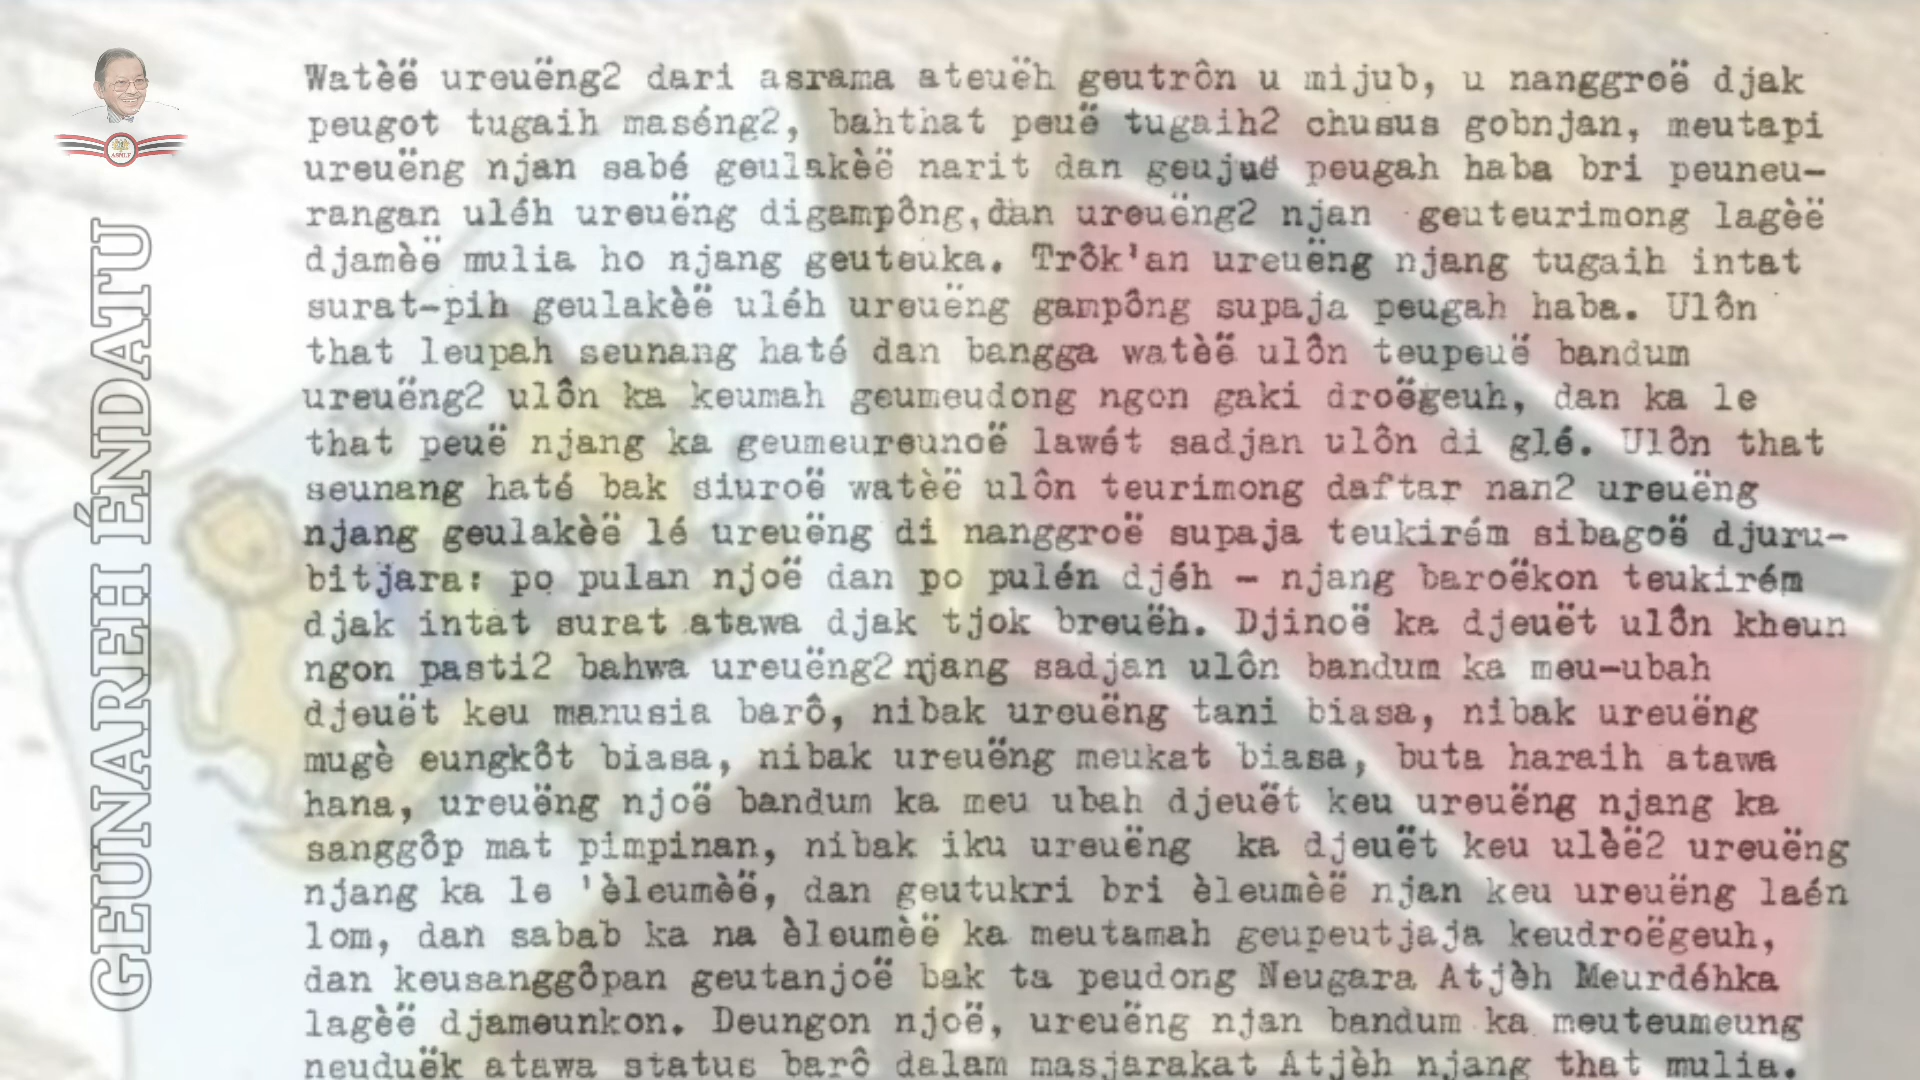 GEUNAREH ÉNDATU
ASNLF
Watèë ureuëng2 dari asrama ateuëh geutrôn u mijub, u nanggroë djak
peugot tugaih maséng2, bahthat peuë tugaih2 chusus gobnjan, meutapi
ureuëng njan sabé geulakèë narit dan geujuë peugah haba bri peuneu-
rangan uléh ureuëng digampông,dan ureuëng2 njan geuteurimong lagèë
djamèë mulia ho njang geuteuka. Trôk'an ureuëng njang tugaih intat
surat-pih geulakèë uléh ureuëng gampông supaja peugah haba. Ulôn
that leupah seunang haté dan bangga watèë ulôn teupeuë bandum
ureuëng2 ulôn ka keumah geumeudong ngon gaki droëgeuh, dan ka le
that peuë njang ka geumeureunoë lawét sadjan ulôn di glé. Ulôn that
seunang haté bak siuroë watèë ulôn teurimong daftar nan2 ureuëng
njang geulakèë lé ureuëng di nanggroë supaja teukirém sibagoë djuru-
bitjara: po pulan njoë dan po pulén djéh - njang baroëkon teukirém
djak intat surat atawa djak tjok breuëh. Djinoë ka djeuët ulôn kheun
ngon pasti2 bahwa ureuëng2 njang sadjan ulôn bandum ka meu-ubah
djeuët keu manusia barô, nibak ureuëng tani biasa, nibak ureuëng
mugè eungkôt biasa, nibak ureuëng meukat biasa, buta haraih atawa
hana, ureuëng njoë bandum ka meu ubah djeuët keu ureuëng njang ka
sanggôp mat pimpinan, nibak iku ureuëng ka djeuët keu ulèë2 ureuëng
njang ka le 'èleumèë, dan geutukri bri èleumèë njan keu ureuëng laén
lom, dan sabab ka na èleumèë ka meutamah geupeutjaja keudroëgeuh,
dan keusanggôpan geutanjoë bak ta peudong Neugara Atjèh Meurdéhka
lagèë djameunkon. Deungon njoë, ureuëng njan bandum ka meuteumeung
neuduëk atawa status barô dalam masjarakat Atjèh njang that mulia.